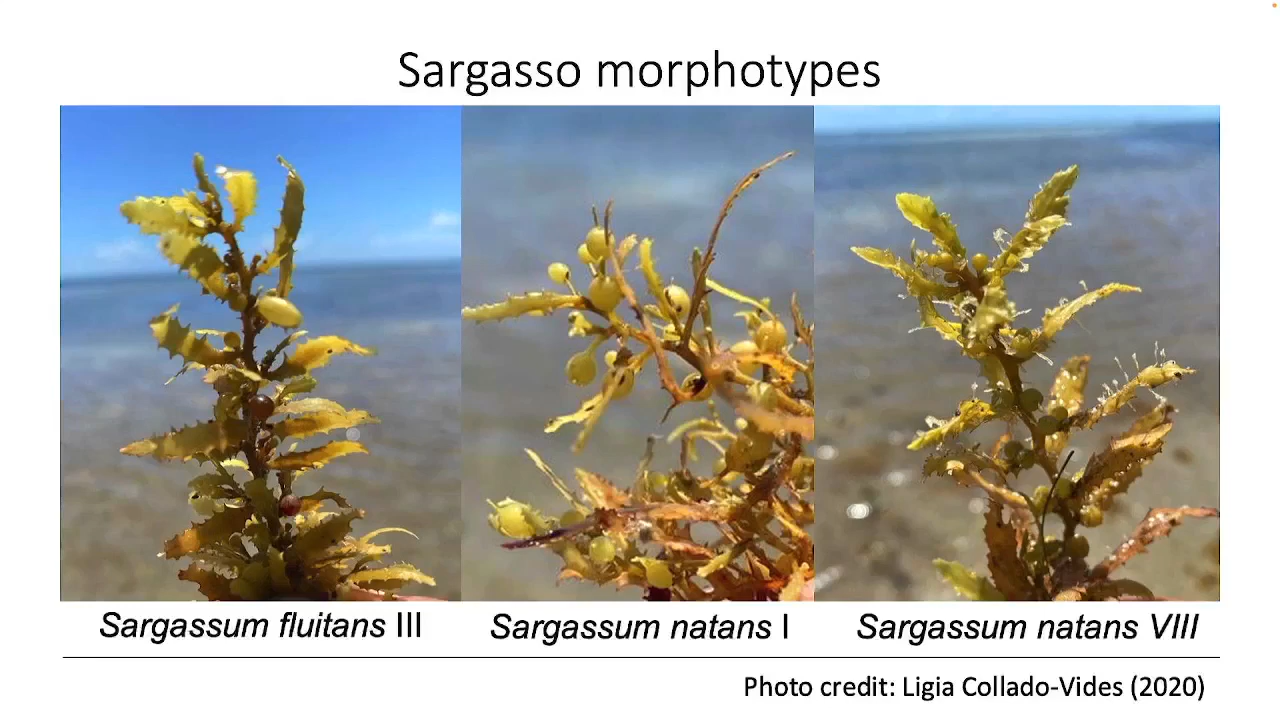 Sargasso morphotypes
Sargassum fluitans III
Sargassum natans I
Sargassum natans VIII
Photo credit: Ligia Collado-Vides (2020)